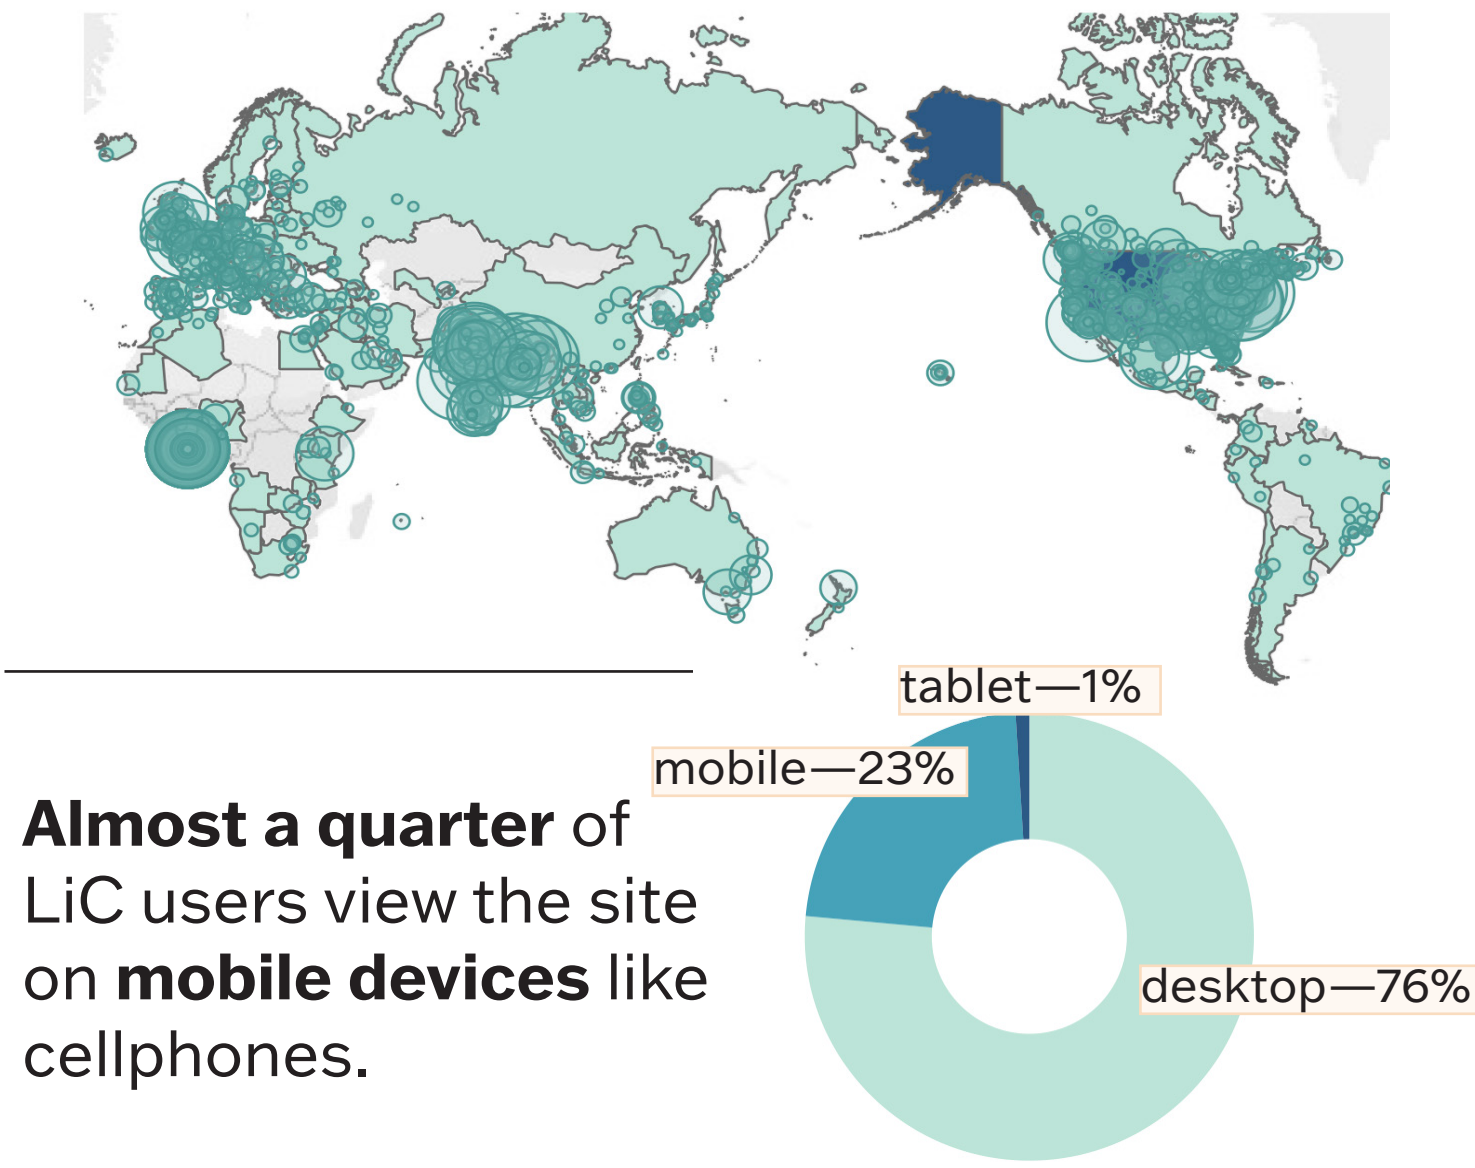 tablet—1%
mobile—23%
Almost a quarter of
LiC users view the site
on mobile devices like
cellphones.
desktop—76%